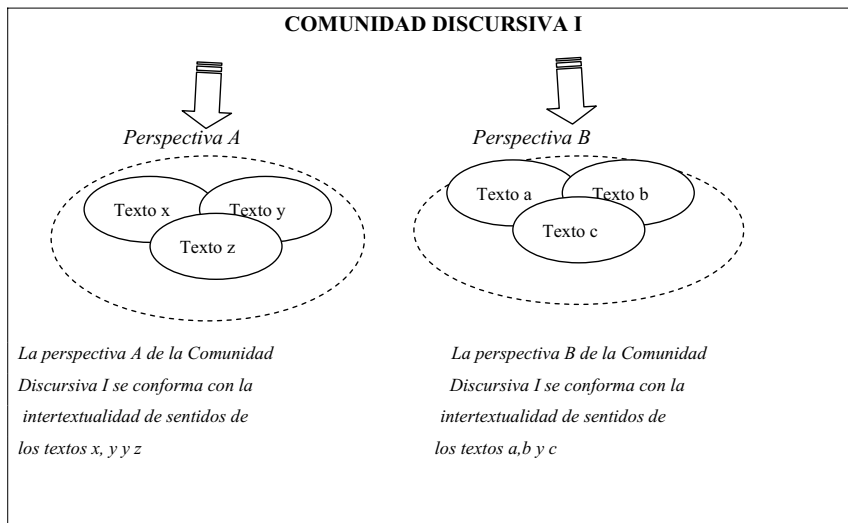 COMUNIDAD DISCURSIVA I
Perspectiva A
Texto x
Texto y
Texto z
La perspectiva A de la Comunidad
Discursiva I se conforma con la
intertextualidad de sentidos de
los textos x, y y z
Perspectiva B
Texto a
Texto b
Texto c
La perspectiva B de la Comunidad
Discursiva I se conforma con la
intertextualidad de sentidos de
los textos a,b y c